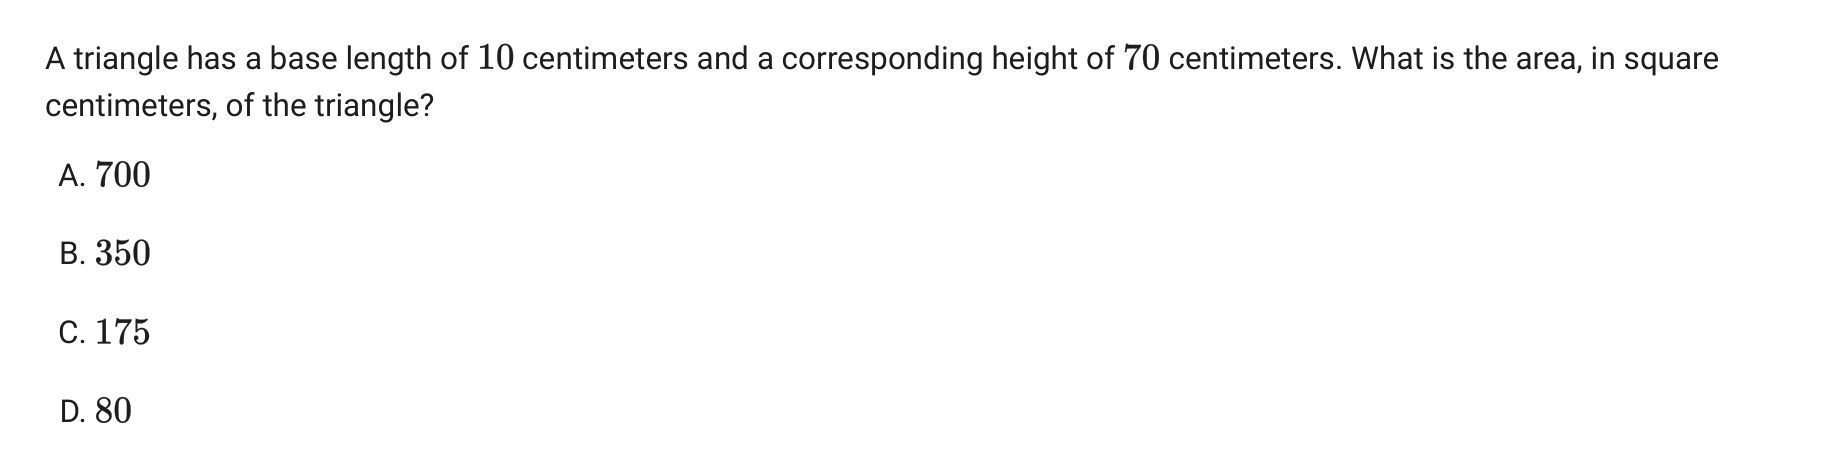 A triangle has a base length of 10 centimeters and a corresponding height of 70 centimeters. What is the area, in square
centimeters, of the triangle?
A. 700
B. 350
C. 175
D. 80